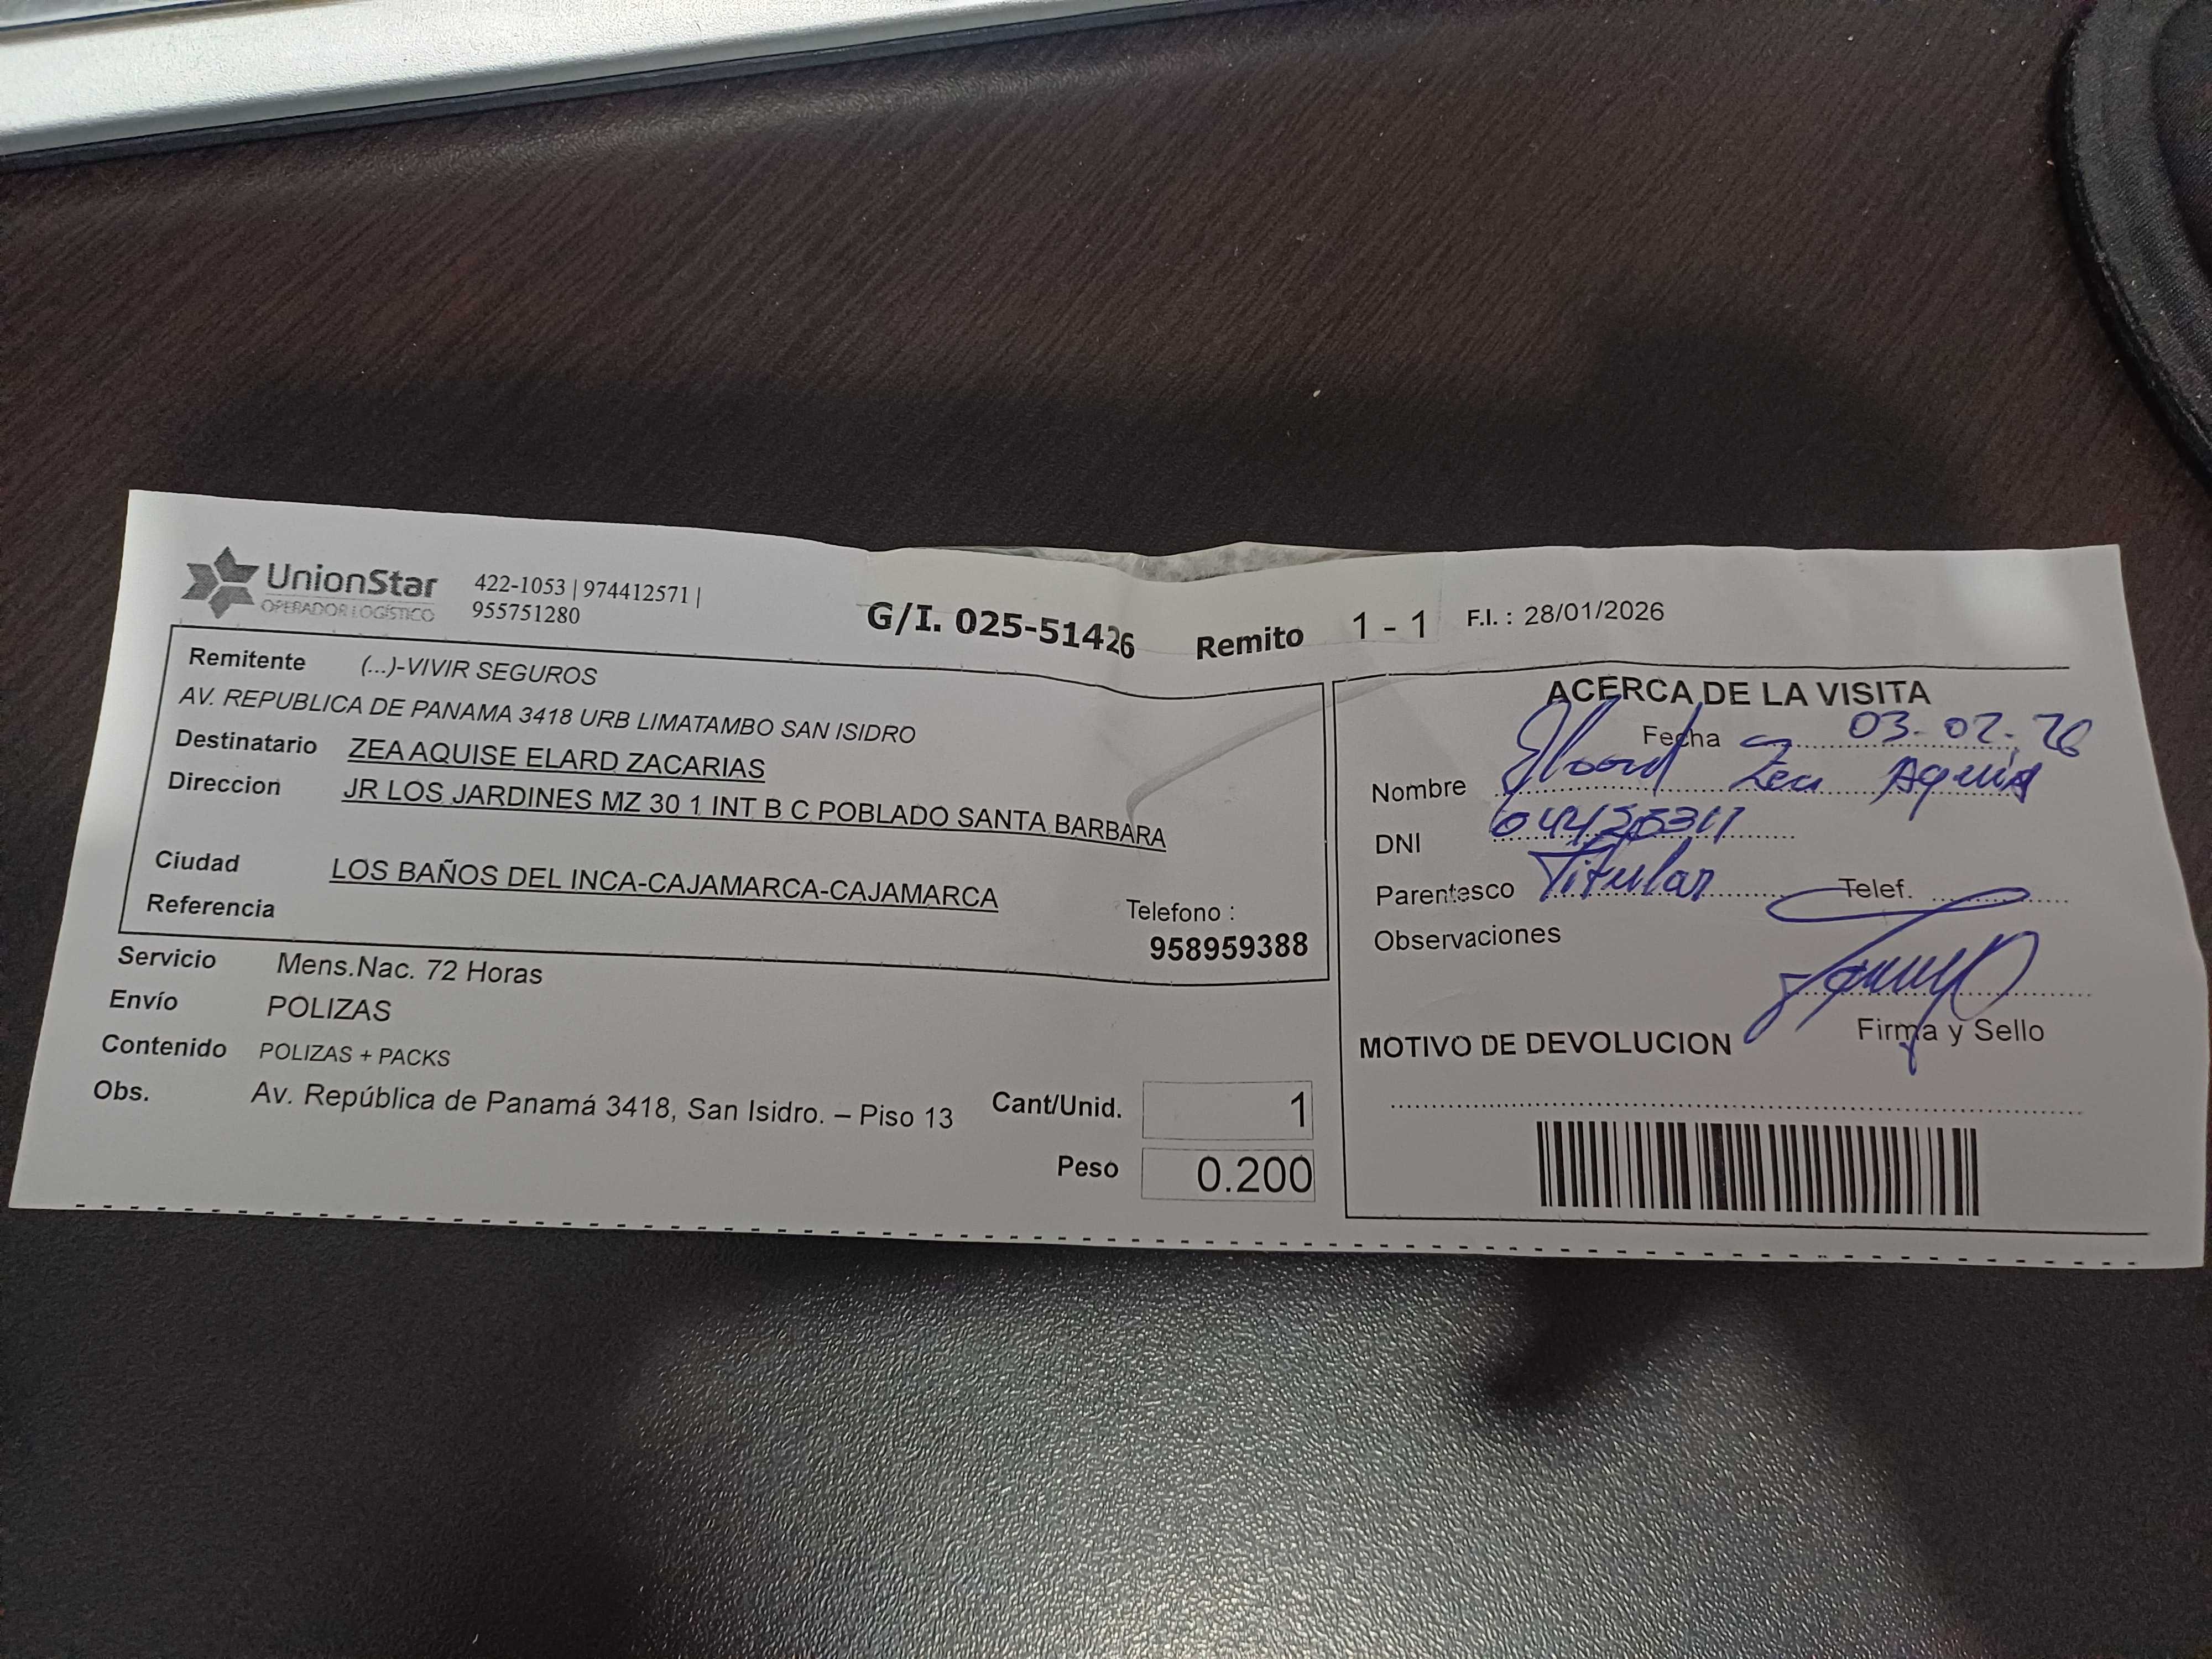 UnionStar
OPERADOR LOGÍSTICO
422-1053 | 974412571 |
955751280
G/I. 025-51426 Remito 1 - 1 F.I. : 28/01/2026
Remitente (...)-VIVIR SEGUROS
AV. REPUBLICA DE PANAMA 3418 URB LIMATAMBO SAN ISIDRO
Destinatario ZEA AQUISE ELARD ZACARIAS
Direccion JR LOS JARDINES MZ 30 1 INT B C POBLADO SANTA BARBARA
Ciudad LOS BAÑOS DEL INCA-CAJAMARCA-CAJAMARCA
Referencia
Telefono :
958959388
Servicio Mens.Nac. 72 Horas
Envío POLIZAS
Contenido POLIZAS + PACKS
Obs. Av. República de Panamá 3418, San Isidro. – Piso 13
Cant/Unid. 1
Peso 0.200
ACERCA DE LA VISITA
Fecha 03-02-26
Nombre Zea
DNI
Parentesco Titular Telef.
Observaciones
Firma y Sello
MOTIVO DE DEVOLUCION